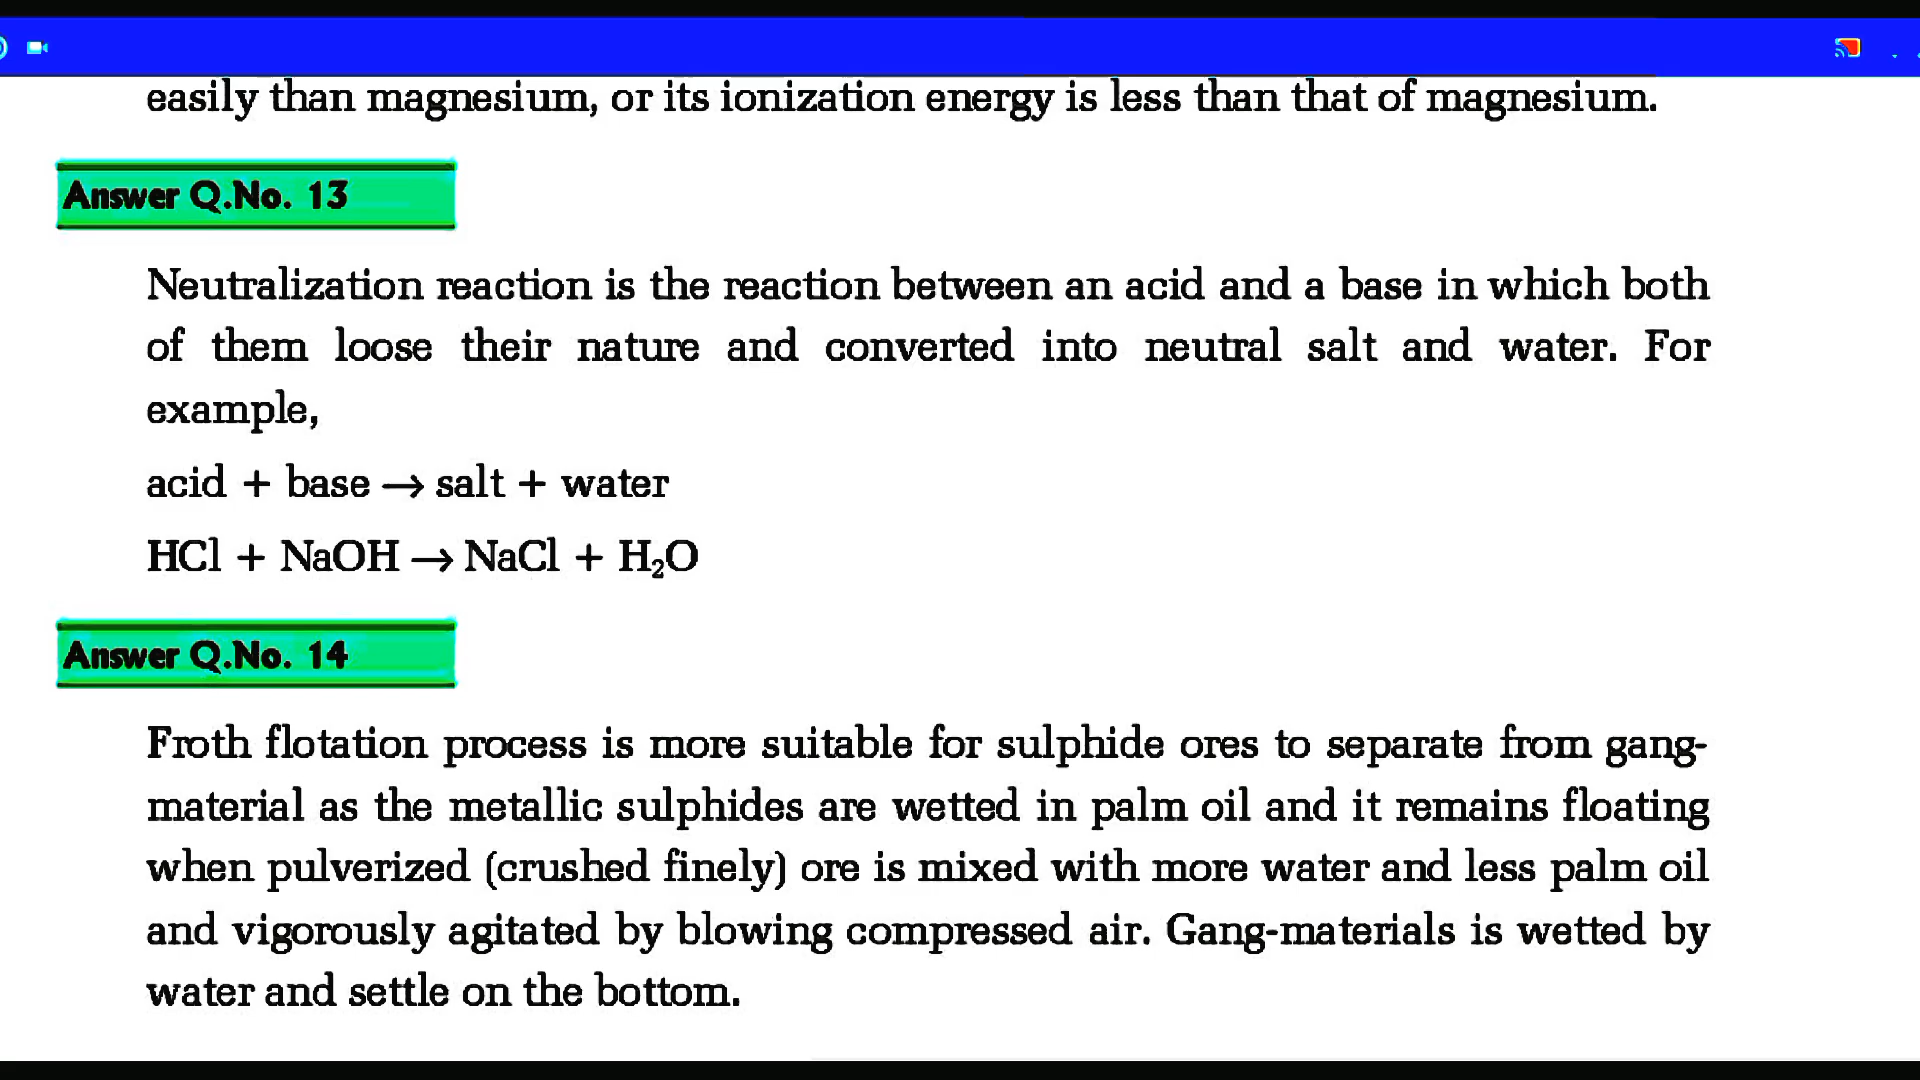 easily than magnesium, or its ionization energy is less than that of magnesium.
Answer Q.No. 13
Neutralization reaction is the reaction between an acid and a base in which both
of them loose their nature and converted into neutral salt and water. For
example,
acid + base → salt + water
HCl + NaOH → NaCl + H₂O
Answer Q.No. 14
Froth flotation process is more suitable for sulphide ores to separate from gang-
material as the metallic sulphides are wetted in palm oil and it remains floating
when pulverized (crushed finely) ore is mixed with more water and less palm oil
and vigorously agitated by blowing compressed air. Gang-materials is wetted by
water and settle on the bottom.